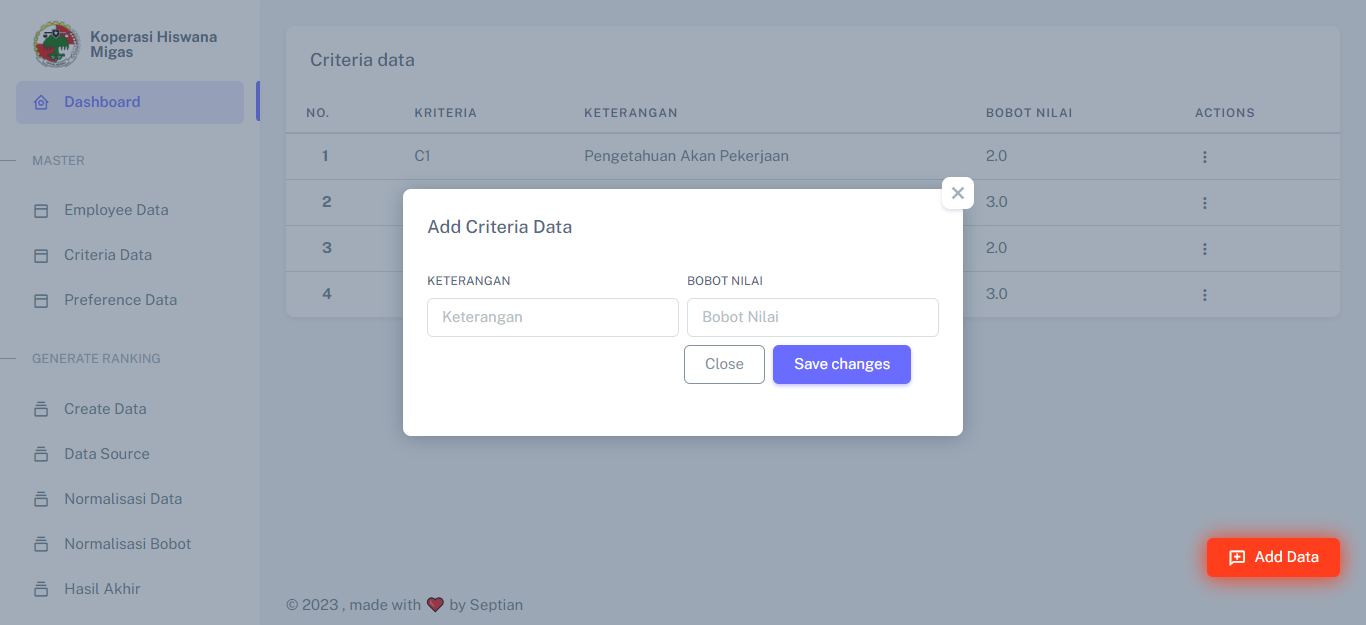 Koperasi Hiswana
Migas
Dashboard
MASTER
Employee Data
Criteria Data
Preference Data
GENERATE RANKING
Create Data
Data Source
Normalisasi Data
Normalisasi Bobot
Hasil Akhir
Criteria data
NO. KRITERIA KETERANGAN BOBOT NILAI ACTIONS
1 C1 Pengetahuan Akan Pekerjaan 2.0
2 3.0
3 2.0
4 3.0
Add Criteria Data
KETERANGAN BOBOT NILAI
Keterangan Bobot Nilai
Close Save changes
Add Data
© 2023 , made with ❤️ by Septian